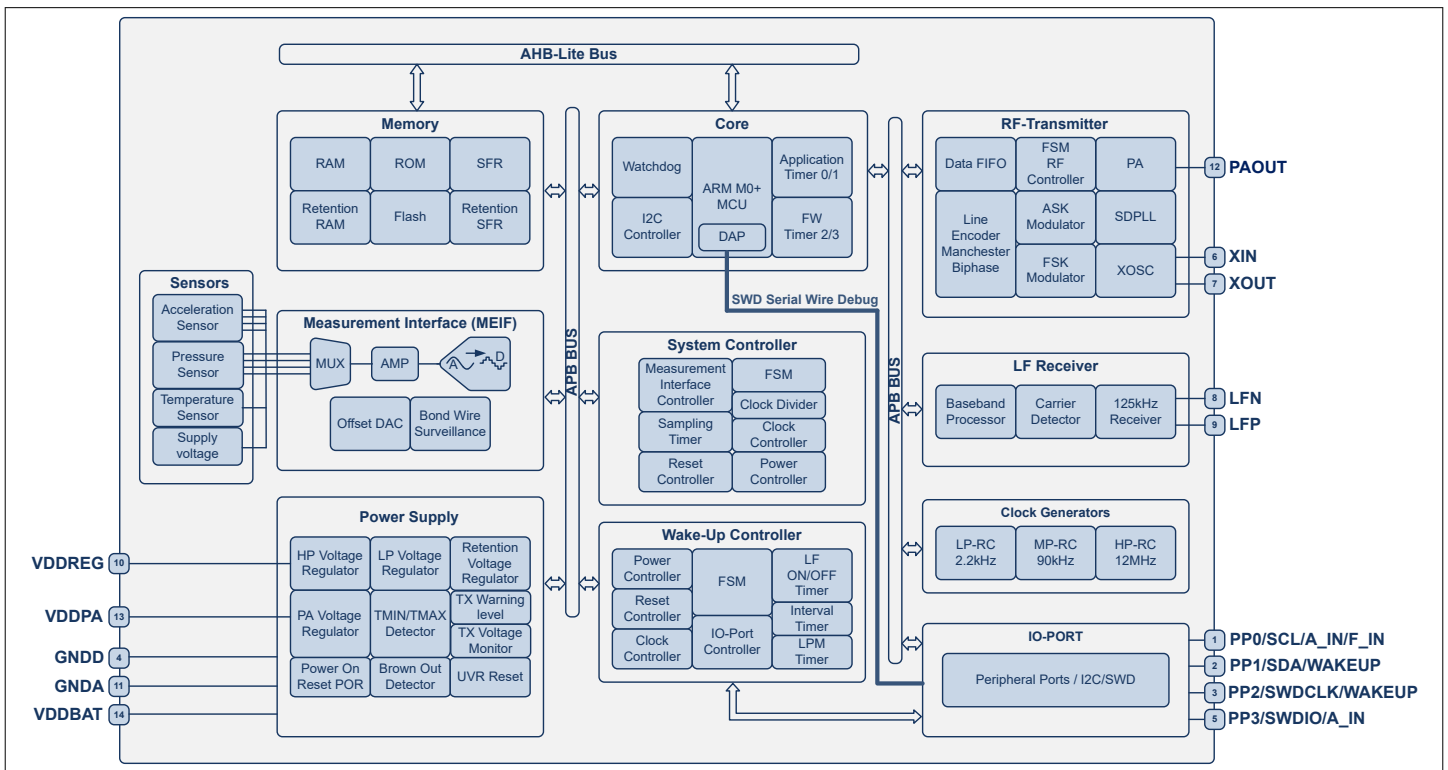 AHB-Lite Bus
Memory
RAM
ROM
SFR
Retention
RAM
Flash
Retention
SFR
Core
Watchdog
ARM M0+
MCU
DAP
Application
Timer 0/1
I2C
Controller
FW
Timer 2/3
RF-Transmitter
Data FIFO
FSM
RF
Controller
PA
Line
Encoder
Manchester
Biphase
ASK
Modulator
SDPLL
FSK
Modulator
XOSC
12 PAOUT
6 XIN
7 XOUT
Sensors
Acceleration
Sensor
Pressure
Sensor
Temperature
Sensor
Supply
voltage
Measurement Interface (MEIF)
MUX
AMP
A
D
Offset DAC
Bond Wire
Surveillance
APB BUS
SWD Serial Wire Debug
System Controller
Measurement
Interface
Controller
FSM
Clock Divider
Sampling
Timer
Clock
Controller
Reset
Controller
Power
Controller
APB BUS
LF Receiver
Baseband
Processor
Carrier
Detector
125kHz
Receiver
8 LFN
9 LFP
Power Supply
HP Voltage
Regulator
LP Voltage
Regulator
Retention
Voltage
Regulator
PA Voltage
Regulator
TMIN/TMAX
Detector
TX Warning
level
TX Voltage
Monitor
Power On
Reset POR
Brown Out
Detector
UVR Reset
VDDREG 10
VDDPA 13
GNDD 4
GNDA 11
VDDBAT 14
Wake-Up Controller
Power
Controller
FSM
LF
ON/OFF
Timer
Reset
Controller
Interval
Timer
Clock
Controller
IO-Port
Controller
LPM
Timer
Clock Generators
LP-RC
2.2kHz
MP-RC
90kHz
HP-RC
12MHz
IO-PORT
Peripheral Ports / I2C/SWD
1 PP0/SCL/A_IN/F_IN
2 PP1/SDA/WAKEUP
3 PP2/SWDCLK/WAKEUP
5 PP3/SWDIO/A_IN